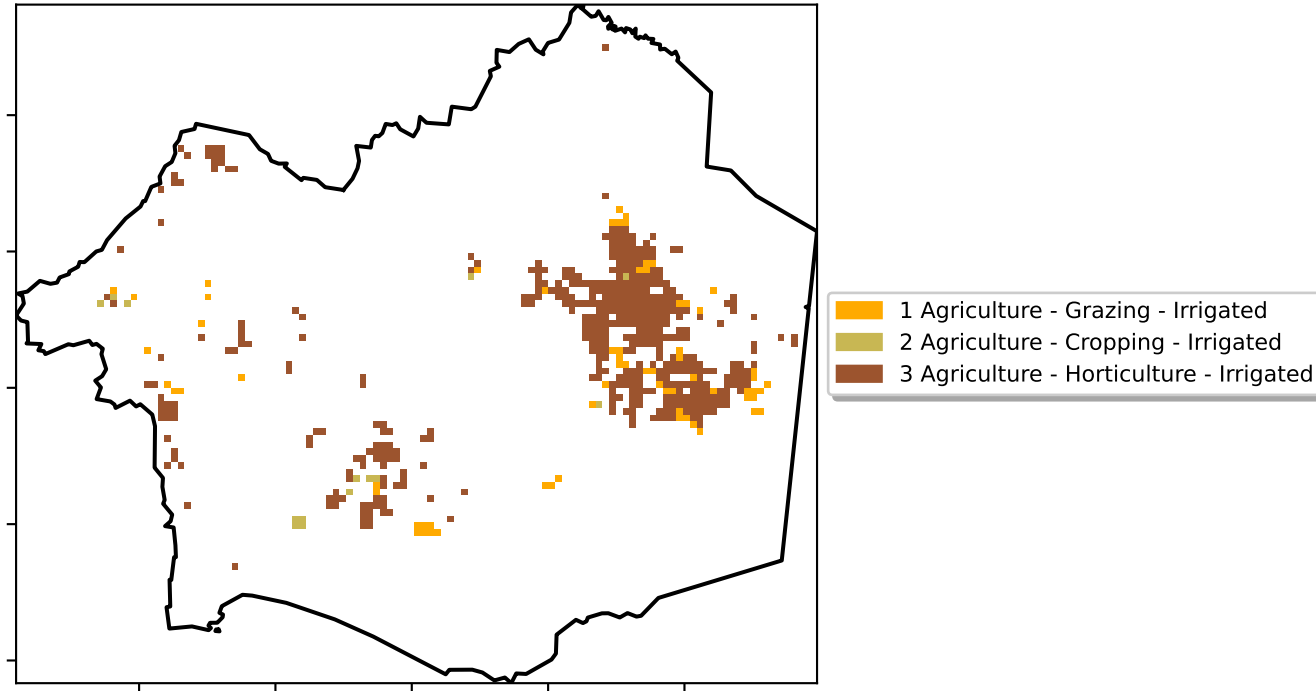 1 Agriculture - Grazing - Irrigated
2 Agriculture - Cropping - Irrigated
3 Agriculture - Horticulture - Irrigated